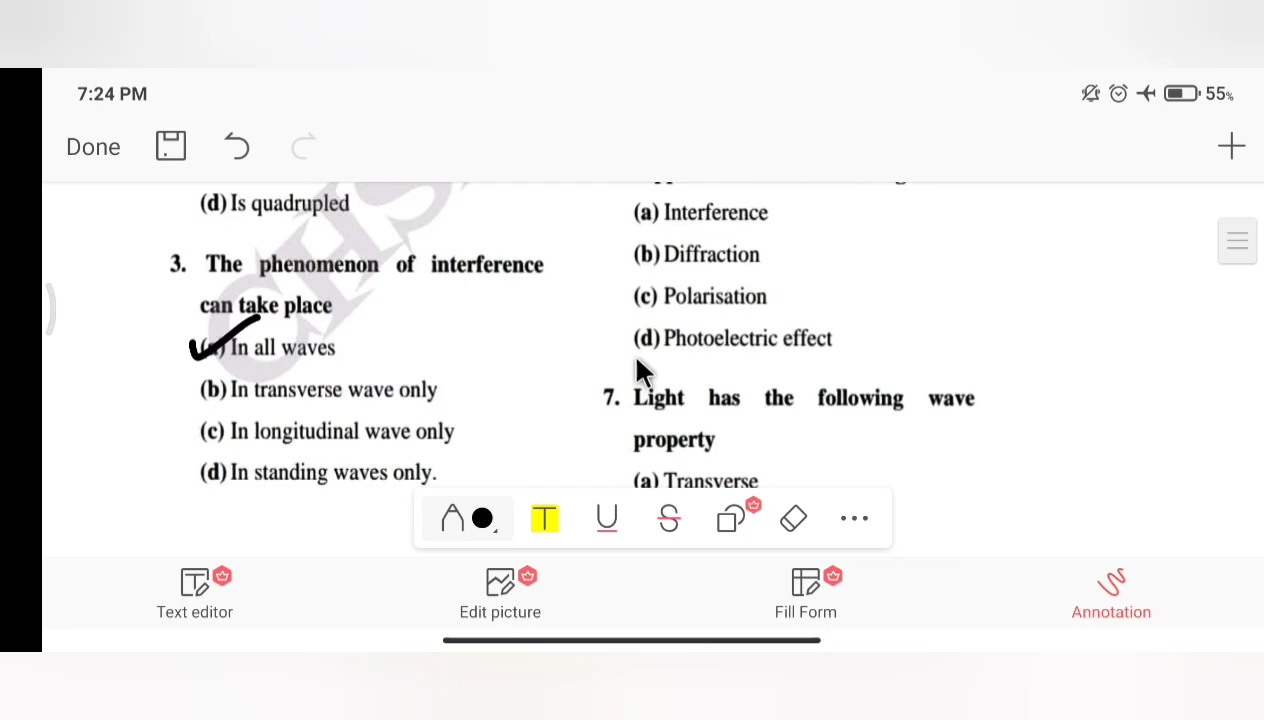 7:24 PM
55%
Done
(d) Is quadrupled
3. The phenomenon of interference
can take place
In all waves
(b) In transverse wave only
(c) In longitudinal wave only
(d) In standing waves only.
(a) Interference
(b) Diffraction
(c) Polarisation
(d) Photoelectric effect
7. Light has the following wave
property
(a) Transverse
T
U
S
Text editor
Edit picture
Fill Form
Annotation